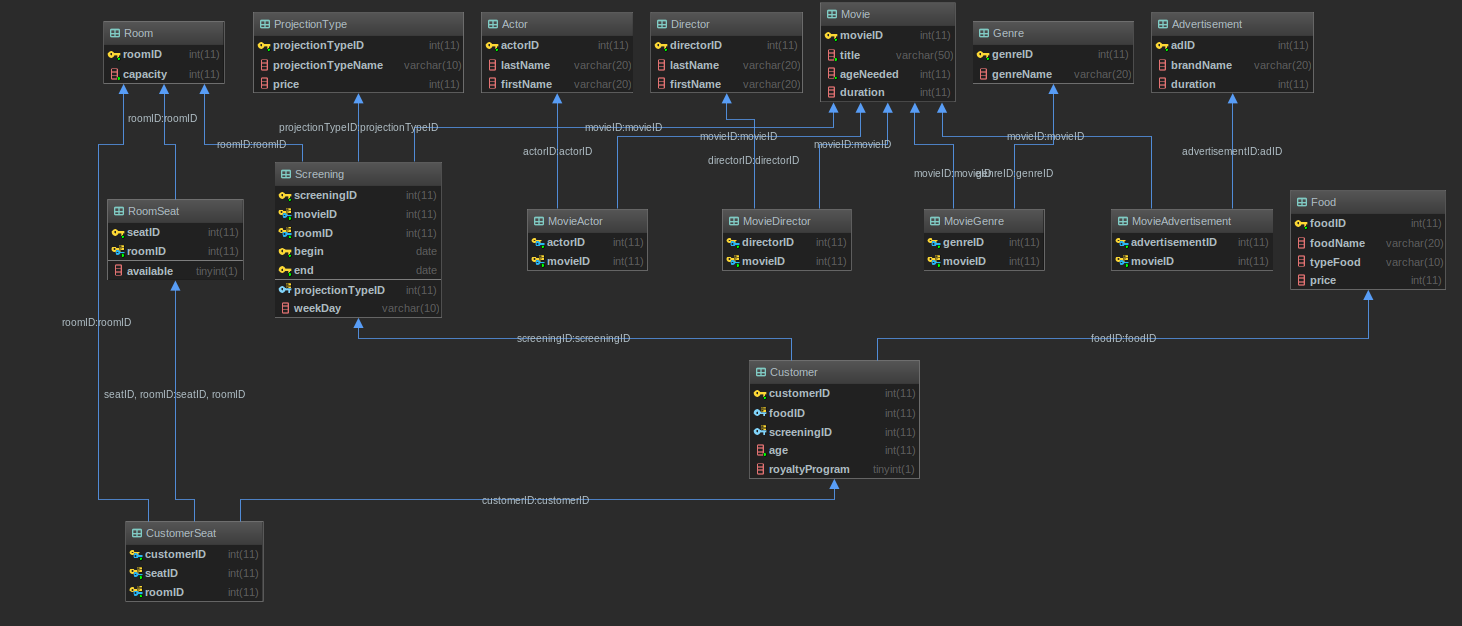 Room
roomID int(11)
capacity int(11)
ProjectionType
projectionTypeID int(11)
projectionTypeName varchar(10)
price int(11)
Actor
actorID int(11)
lastName varchar(20)
firstName varchar(20)
Director
directorID int(11)
lastName varchar(20)
firstName varchar(20)
Movie
movieID int(11)
title varchar(50)
ageNeeded int(11)
duration int(11)
Genre
genreID int(11)
genreName varchar(20)
Advertisement
adID int(11)
brandName varchar(20)
duration int(11)
roomID:roomID
projectionTypeID:projectionTypeID
movieID:movieID
movieID:movieID
movieID:movieID
roomID:roomID
movieID:movieID
actorID:actorID
directorID:directorID
advertisementID:adID
movieID:movieID
genreID:genreID
Screening
screeningID int(11)
movieID int(11)
roomID int(11)
begin date
end date
projectionTypeID int(11)
weekDay varchar(10)
RoomSeat
seatID int(11)
roomID int(11)
available tinyint(1)
MovieActor
actorID int(11)
movieID int(11)
MovieDirector
directorID int(11)
movieID int(11)
MovieGenre
genreID int(11)
movieID int(11)
MovieAdvertisement
advertisementID int(11)
movieID int(11)
Food
foodID int(11)
foodName varchar(20)
typeFood varchar(10)
price int(11)
roomID:roomID
screeningID:screeningID
foodID:foodID
seatID, roomID:seatID, roomID
Customer
customerID int(11)
foodID int(11)
screeningID int(11)
age int(11)
royaltyProgram tinyint(1)
customerID:customerID
CustomerSeat
customerID int(11)
seatID int(11)
roomID int(11)